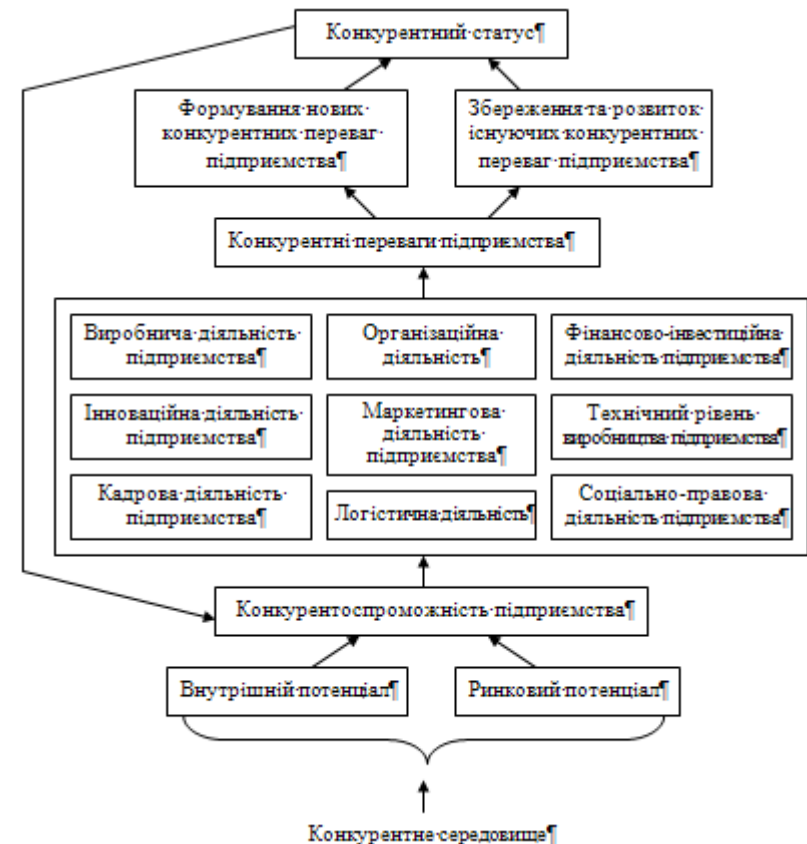 Конкурентний·статус¶
Формування·нових·
конкурентних·переваг·
підприємства¶
Збереження·та·розвиток·
існуючих·конкурентних·
переваг·підприємства¶
Конкурентні·переваги·підприємства¶
Виробнича·діяльність·
підприємства¶
Організаційна·
діяльність¶
Фінансово-інвестиційна·
діяльність·підприємства¶
Інноваційна·діяльність·
підприємства¶
Маркетингова·
діяльність·
підприємства¶
Технічний·рівень·
виробництва·підприємства¶
Кадрова·діяльність·
підприємства¶
Логістична·діяльність¶
Соціально-правова·
діяльність·підприємства¶
Конкурентоспроможність·підприємства¶
Внутрішній·потенціал¶
Ринковий·потенціал¶
Конкурентне·середовище¶